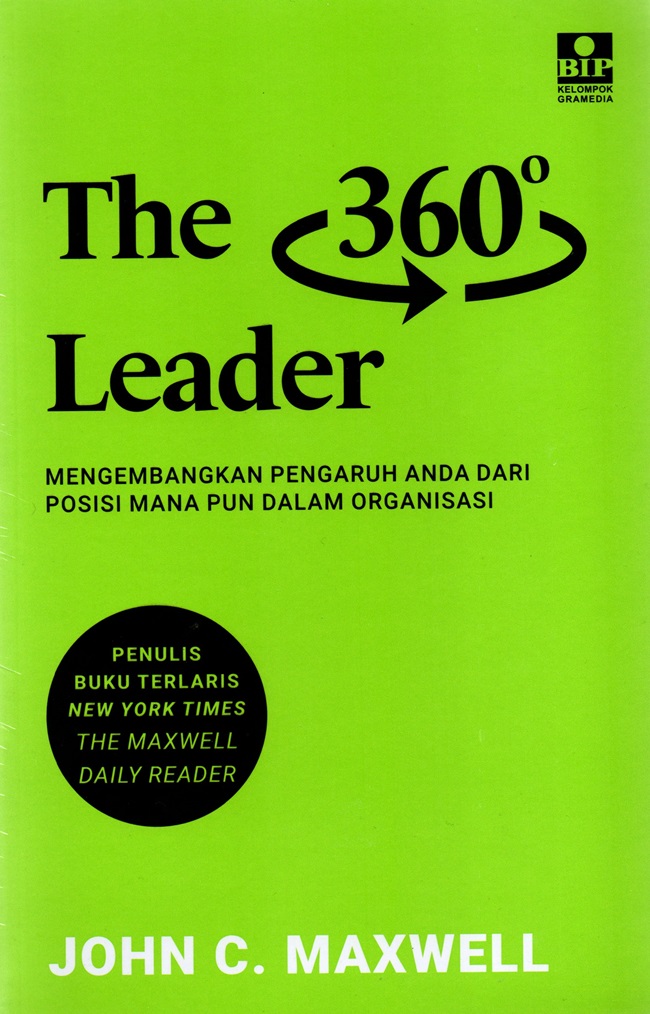 BIP
KELOMPOK
GRAMEDIA
The 360°
Leader
MENGEMBANGKAN PENGARUH ANDA DARI
POSISI MANA PUN DALAM ORGANISASI
PENULIS
BUKU TERLARIS
NEW YORK TIMES
THE MAXWELL
DAILY READER
JOHN C. MAXWELL